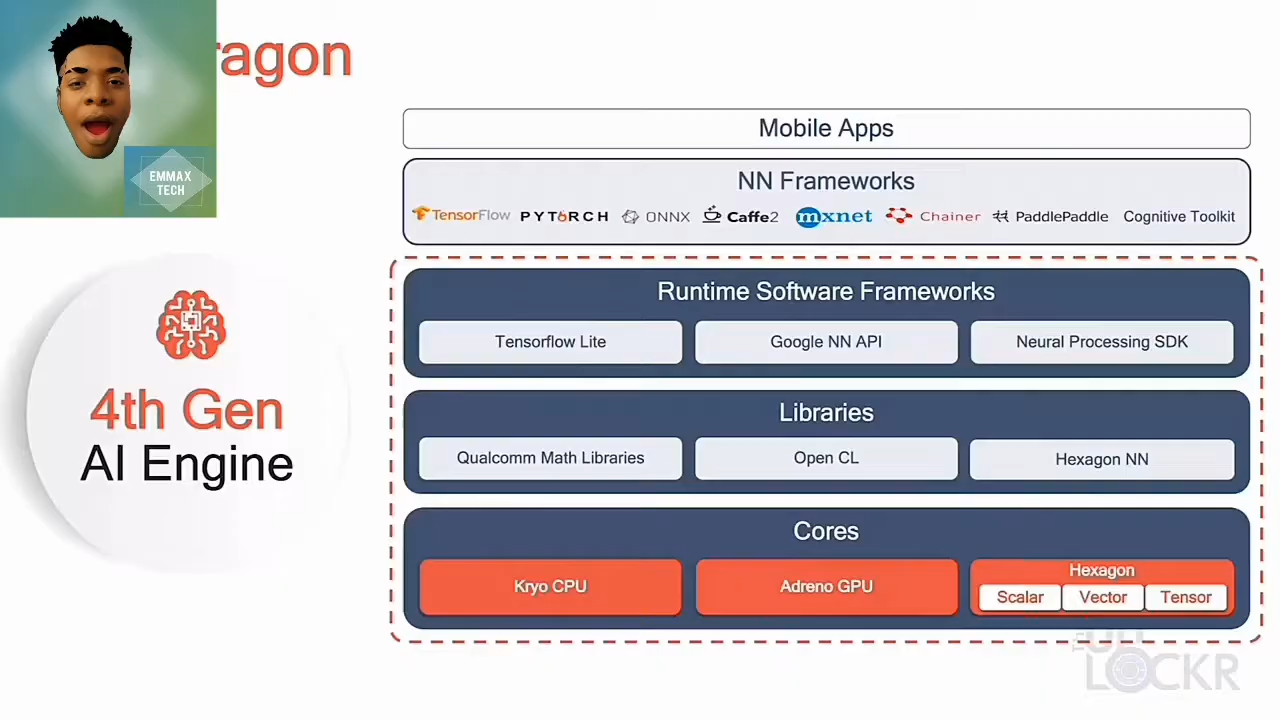 ragon
EMMAX
TECH
4th Gen
AI Engine
Mobile Apps
NN Frameworks
TensorFlow PYTORCH ONNX Caffe2 mxnet Chainer PaddlePaddle Cognitive Toolkit
Runtime Software Frameworks
Tensorflow Lite Google NN API Neural Processing SDK
Libraries
Qualcomm Math Libraries Open CL Hexagon NN
Cores
Kryo CPU Adreno GPU Hexagon
Scalar Vector Tensor
LOCKR